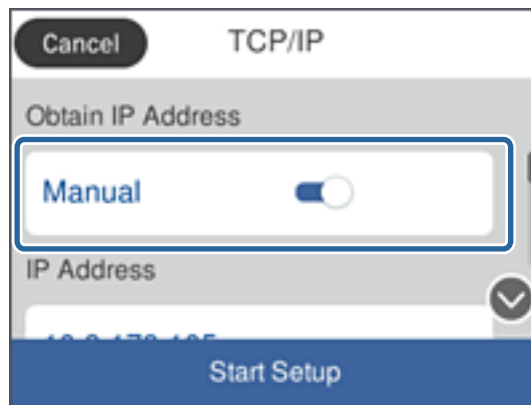 Cancel
TCP/IP
Obtain IP Address
Manual
IP Address
Start Setup